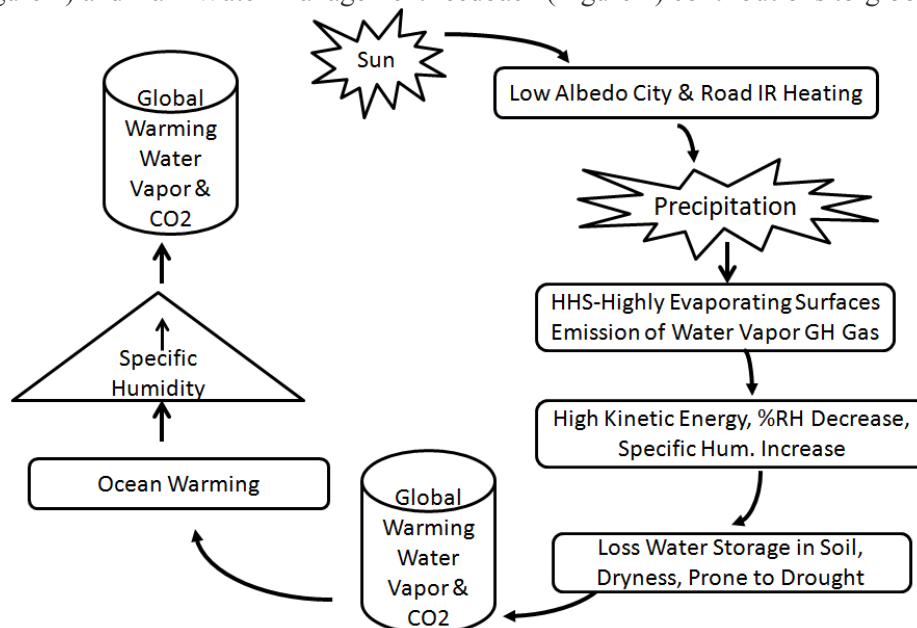 Sun
Low Albedo City & Road IR Heating
Precipitation
HHS-Highly Evaporating Surfaces
Emission of Water Vapor GH Gas
High Kinetic Energy, %RH Decrease,
Specific Hum. Increase
Loss Water Storage in Soil,
Dryness, Prone to Drought
Global
Warming
Water
Vapor &
CO2
Ocean Warming
Specific
Humidity
Global
Warming
Water
Vapor &
CO2